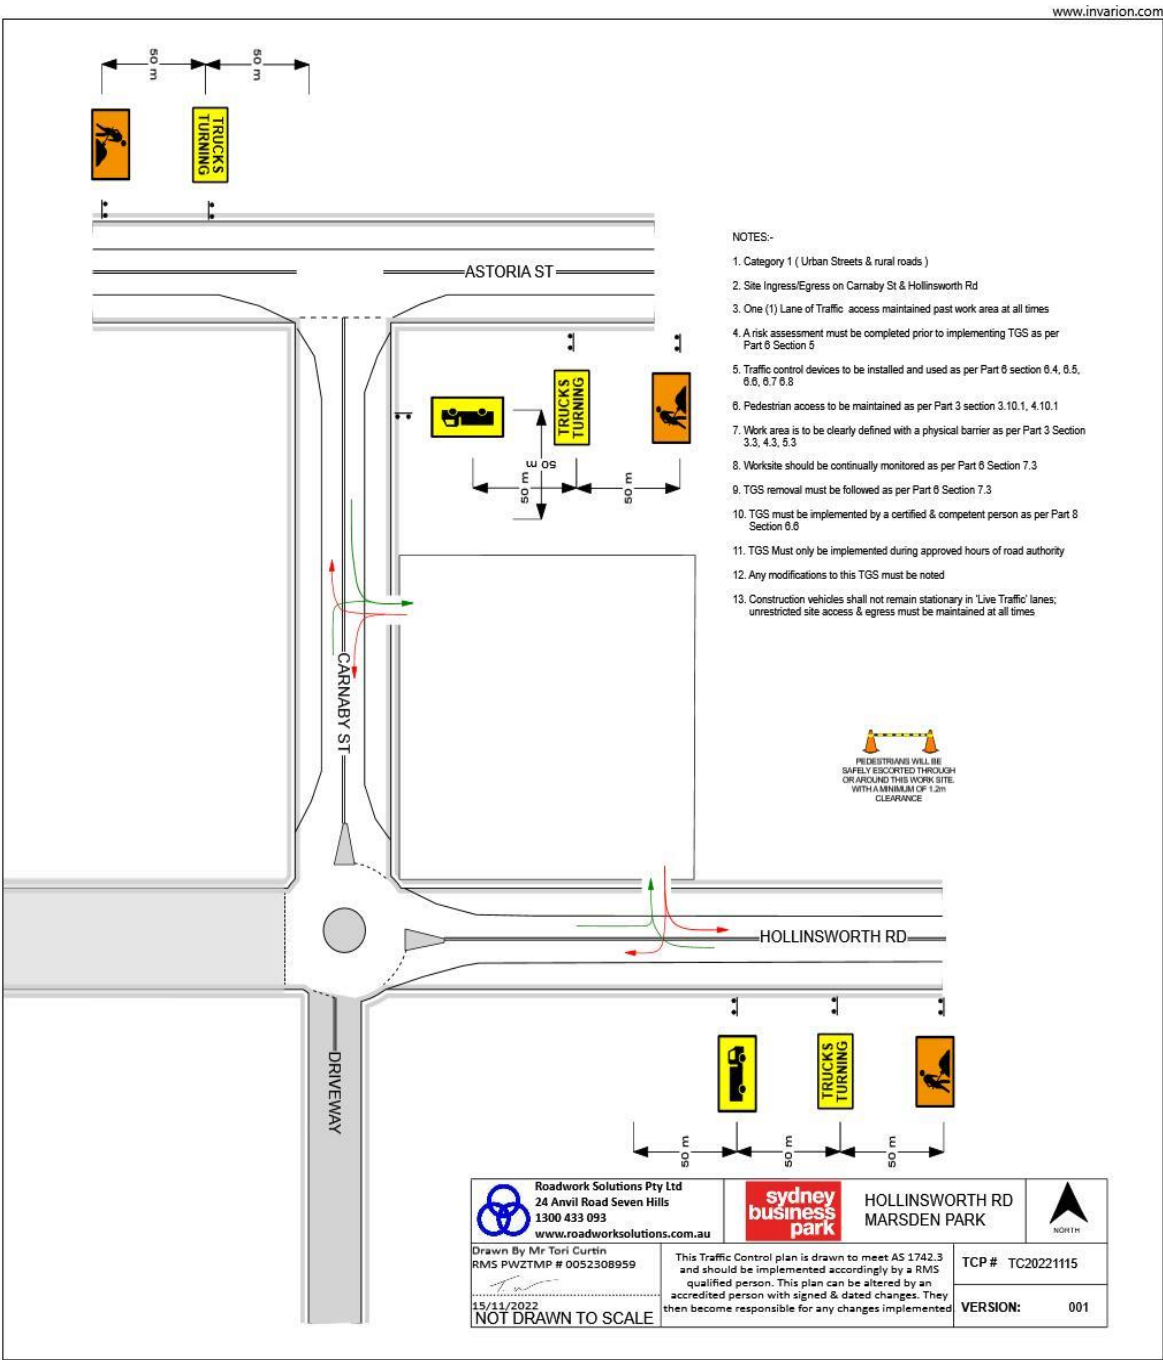 www.invarion.com
50 m
50 m
TRUCKS
TURNING
ASTORIA ST
NOTES:-
1. Category 1 ( Urban Streets & rural roads )
2. Site Ingress/Egress on Carnaby St & Hollinsworth Rd
3. One (1) Lane of Traffic access maintained past work area at all times
4. A risk assessment must be completed prior to implementing TGS as per
Part 6 Section 5
5. Traffic control devices to be installed and used as per Part 6 section 6.4, 6.5,
6.6, 6.7 6.8
6. Pedestrian access to be maintained as per Part 3 section 3.10.1, 4.10.1
7. Work area is to be clearly defined with a physical barrier as per Part 3 Section
3.3, 4.3, 5.3
8. Worksite should be continually monitored as per Part 6 Section 7.3
9. TGS removal must be followed as per Part 6 Section 7.3
10. TGS must be implemented by a certified & competent person as per Part 8
Section 6.6
11. TGS Must only be implemented during approved hours of road authority
12. Any modifications to this TGS must be noted
13. Construction vehicles shall not remain stationary in 'Live Traffic' lanes;
unrestricted site access & egress must be maintained at all times
TRUCKS
TURNING
50 m
50 m
50 m
CARNABY ST
PEDESTRIANS WILL BE
SAFELY ESCORTED THROUGH
OR AROUND THIS WORK SITE.
WITH A MINIMUM OF 1.2m
CLEARANCE
HOLLINSWORTH RD
DRIVEWAY
TRUCKS
TURNING
50 m
50 m
50 m
Roadwork Solutions Pty Ltd
24 Anvil Road Seven Hills
1300 433 093
www.roadworksolutions.com.au
sydney
business
park
HOLLINSWORTH RD
MARSDEN PARK
NORTH
Drawn By Mr Tori Curtin
RMS PWZTMP # 0052308959
15/11/2022
NOT DRAWN TO SCALE
This Traffic Control plan is drawn to meet AS 1742.3
and should be implemented accordingly by a RMS
qualified person. This plan can be altered by an
accredited person with signed & dated changes. They
then become responsible for any changes implemented
TCP # TC20221115
VERSION: 001